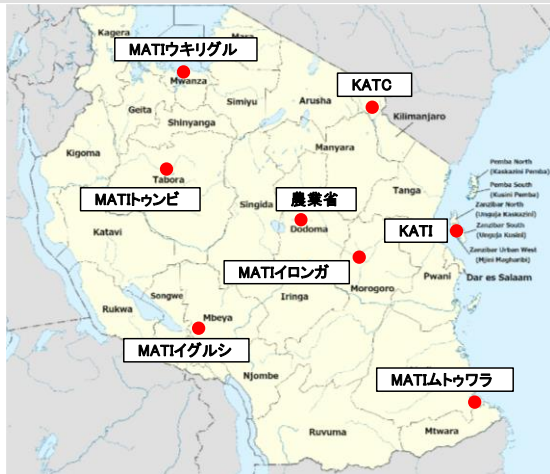 Kagera
Mara
MATIウキリグル
Mwanza
KATC
Geita
Simiyu
Arusha
Shinyanga
Kilimanjaro
Kigoma
Manyara
Pemba North
(Kaskazini Pemba)
Tabora
Tanga
Pemba South
(Kusini Pemba)
MATIトゥンビ
Singida
農業省
Zanzibar North
(Unguja Kaskazini)
Dodoma
Zanzibar South
(Unguja Kusini)
Katavi
KATI
Zanzibar Urban West
(Mjini Magharibi)
MATIイロンガ
Pwani
Dar es Salaam
Morogoro
Rukwa
Songwe
Iringa
Mbeya
MATIイグルシ
Njombe
MATIムトゥワラ
Ruvuma
Mtwara